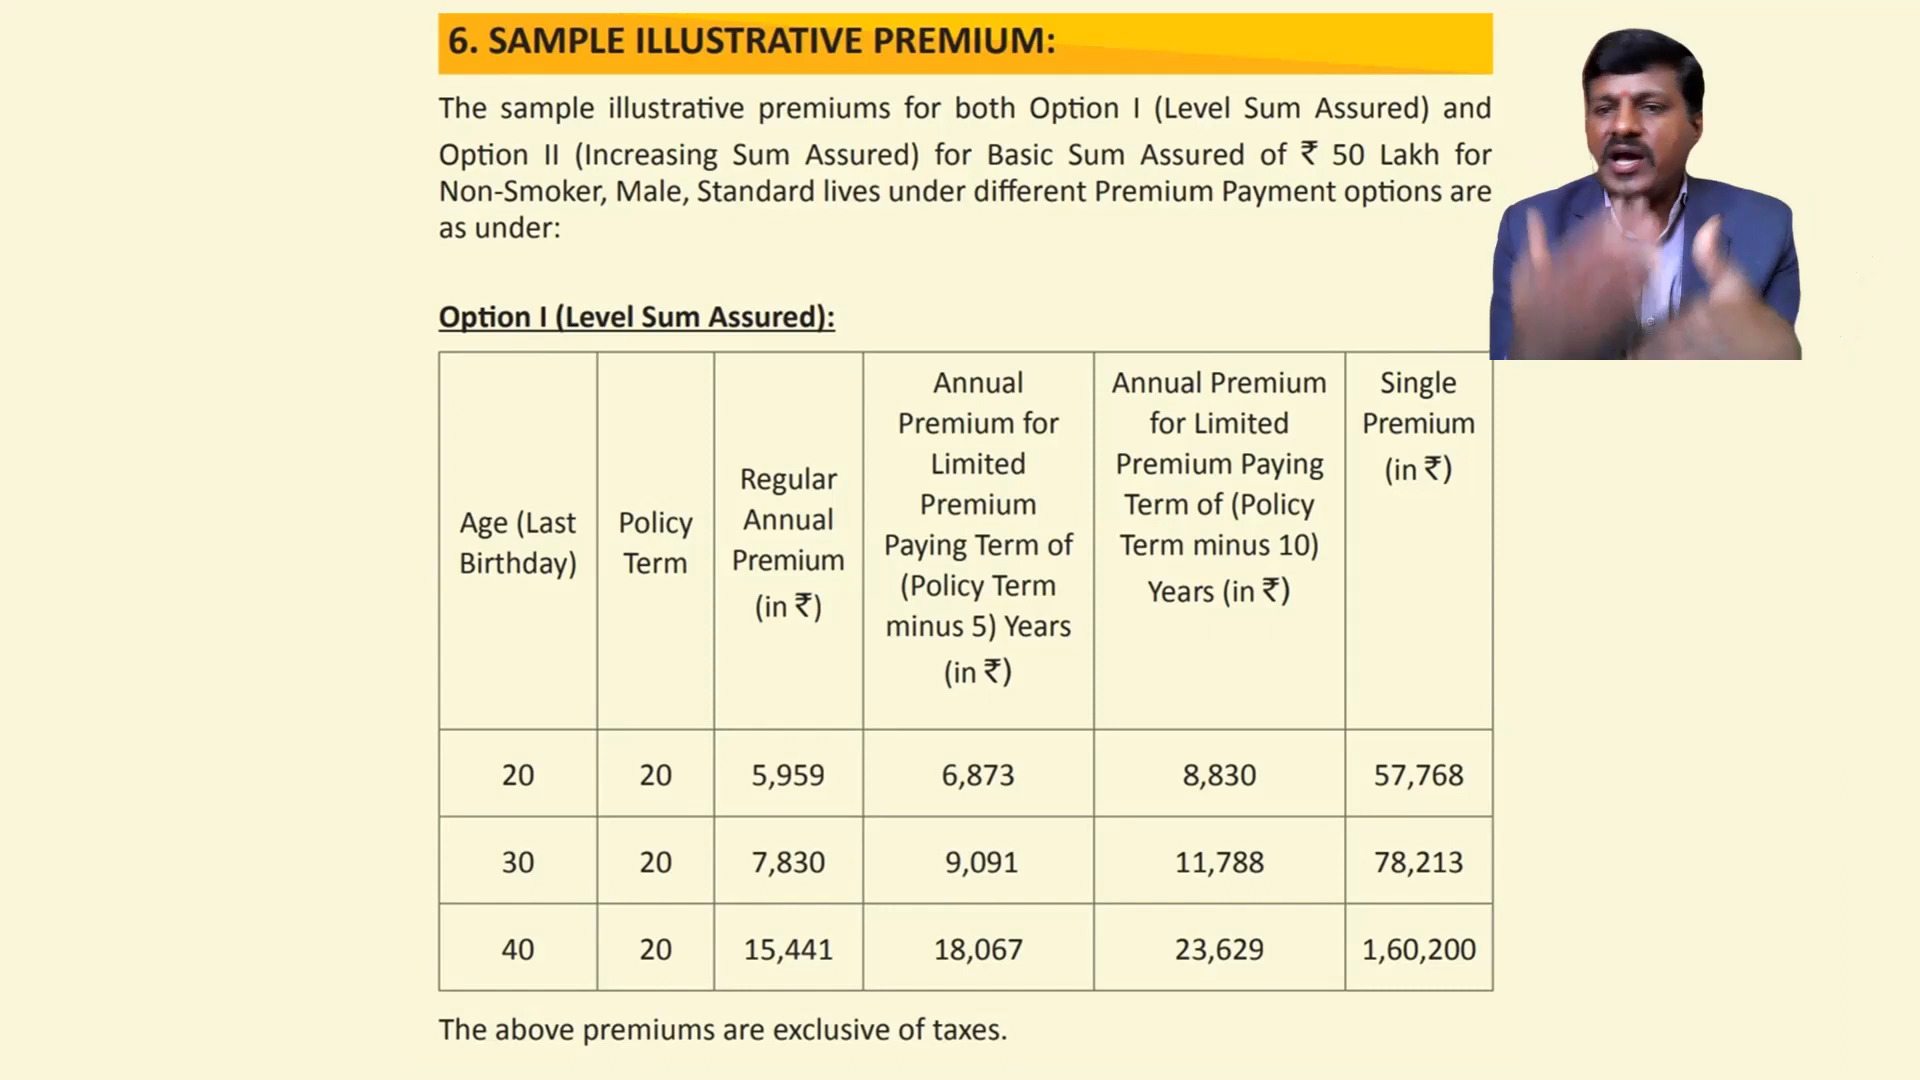 6. SAMPLE ILLUSTRATIVE PREMIUM:
The sample illustrative premiums for both Option I (Level Sum Assured) and
Option II (Increasing Sum Assured) for Basic Sum Assured of ₹ 50 Lakh for
Non-Smoker, Male, Standard lives under different Premium Payment options are
as under:
Option I (Level Sum Assured):
Age (Last
Birthday)
Policy
Term
Regular
Annual
Premium
(in ₹)
Annual
Premium for
Limited
Premium
Paying Term of
(Policy Term
minus 5) Years
(in ₹)
Annual Premium
for Limited
Premium Paying
Term of (Policy
Term minus 10)
Years (in ₹)
Single
Premium
(in ₹)
20 20 5,959 6,873 8,830 57,768
30 20 7,830 9,091 11,788 78,213
40 20 15,441 18,067 23,629 1,60,200
The above premiums are exclusive of taxes.